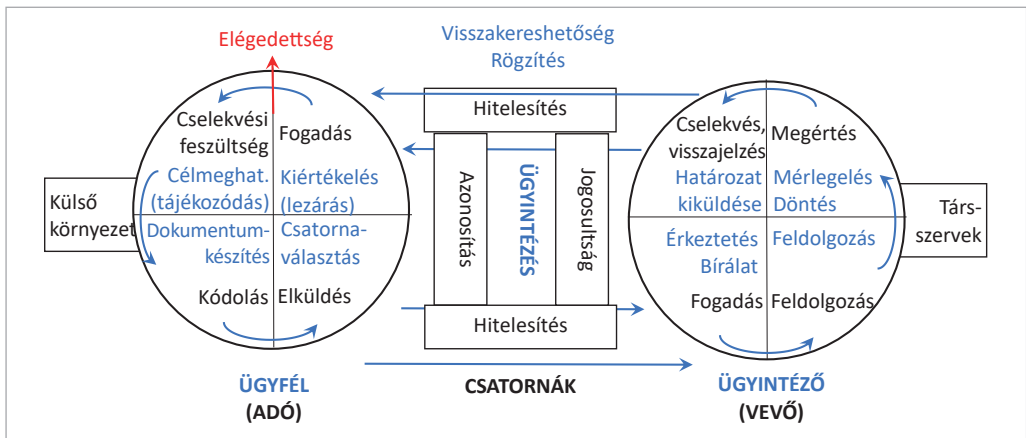 Elégedettség
Visszakereshetőség
Rögzítés
Cselekvési
feszültség
Fogadás
Célmeghat.
(tájékozódás)
Kiértékelés
(lezárás)
Dokumentum-
készítés
Csatorna-
választás
Kódolás
Elküldés
Külső
környezet
Hitelesítés
Azonosítás
ÜGYINTÉZÉS
Jogosultság
Hitelesítés
Cselekvés,
visszajelzés
Megértés
Határozat
kiküldése
Mérlegelés
Döntés
Érkeztetés
Bírálat
Feldolgozás
Fogadás
Feldolgozás
Társ-
szervek
ÜGYFÉL
(ADÓ)
CSATORNÁK
ÜGYINTÉZŐ
(VEVŐ)